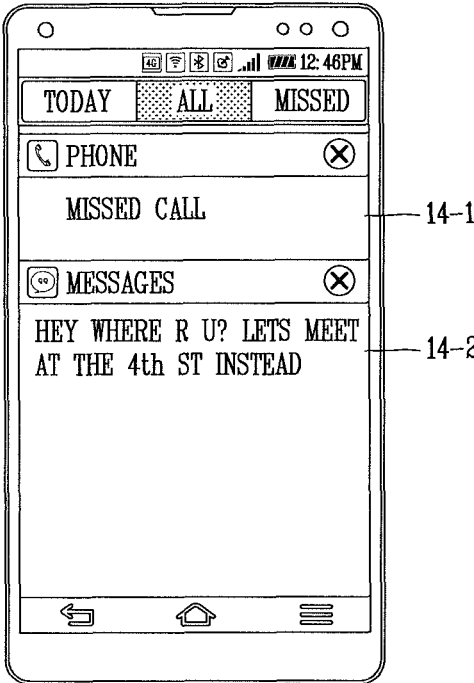 4G 12:46PM
TODAY ALL MISSED
PHONE
MISSED CALL
14-1
MESSAGES
HEY WHERE R U? LETS MEET
14-2
AT THE 4th ST INSTEAD